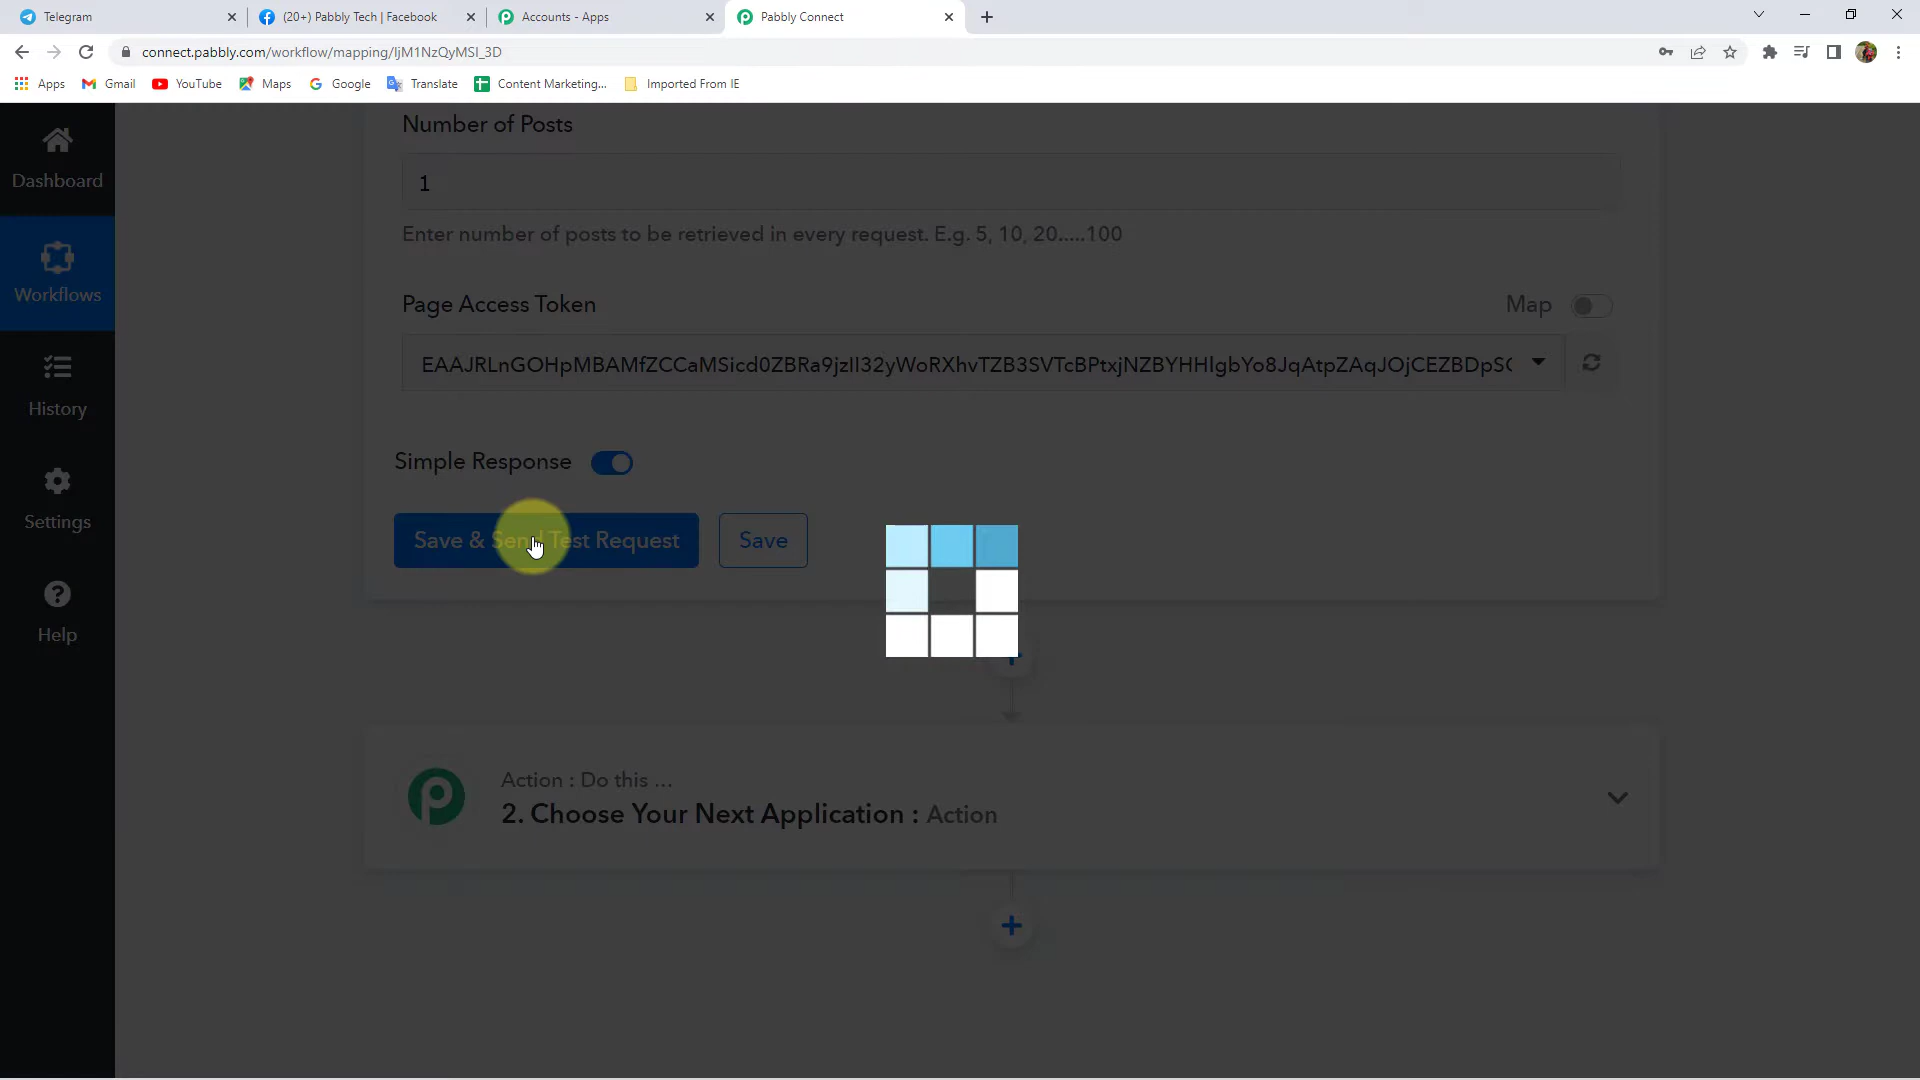 Telegram
(20+) Pabbly Tech | Facebook
Accounts - Apps
Pabbly Connect
connect.pabbly.com/workflow/mapping/IjM1NzQyMSI_3D
Apps
Gmail
YouTube
Maps
Google
Translate
Content Marketing...
Imported From IE
Dashboard
Workflows
History
Settings
Help
Number of Posts
1
Enter number of posts to be retrieved in every request. E.g. 5, 10, 20.....100
Page Access Token
Map
Simple Response
Save & Send Test Request
Save
Action : Do this ...
2. Choose Your Next Application : Action